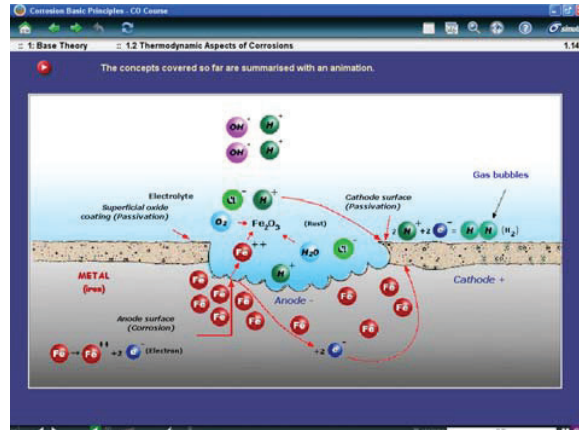 Corrosion Basic Principles - CO Course
:: 1: Base Theory :: 1.2 Thermodynamic Aspects of Corrosions 1.14
The concepts covered so far are summarised with an animation.
OH⁻ H⁺
OH⁻ H⁺
Gas bubbles
Electrolyte
Cl⁻ H⁺
Cathode surface
(Passivation)
Superficial oxide
coating (Passivation)
O₂ Fe₂O₃ (Rust)
2 H⁺ +2 e⁻ = H H (H₂)
Fe ++ H₂O Cl⁻
METAL
(iron)
H⁺
Cathode +
Anode -
Fe Fe Fe Fe Fe Fe Fe Fe Fe Fe Fe
Anode surface
(Corrosion)
Fe → Fe ++ +2 e⁻ (Electron)
+2 e⁻